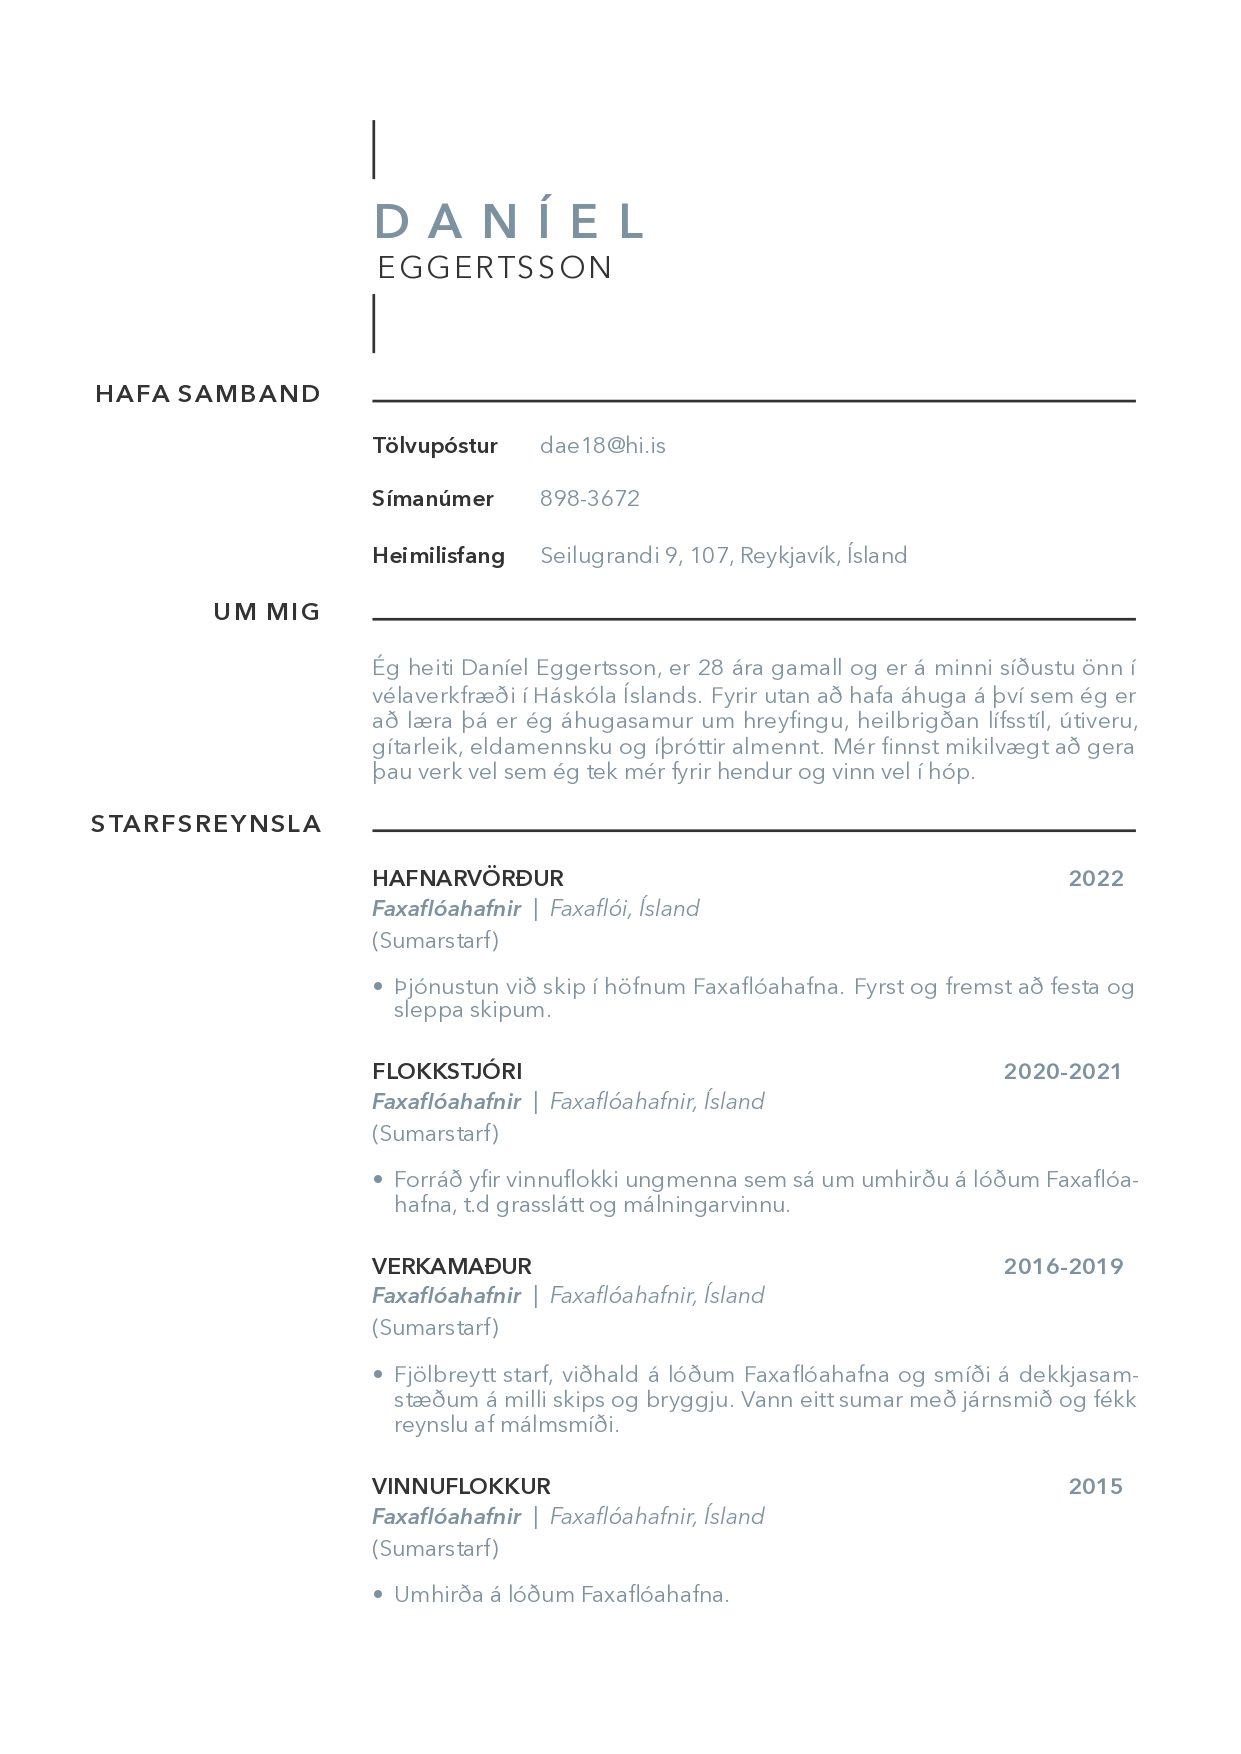 DANÍEL
EGGERTSSON
HAFA SAMBAND
Tölvupóstur dae18@hi.is
Símanúmer 898-3672
Heimilisfang Seilugrandi 9, 107, Reykjavík, Ísland
UM MIG
Ég heiti Daníel Eggertsson, er 28 ára gamall og er á minni síðustu önn í
vélaverkfræði í Háskóla Íslands. Fyrir utan að hafa áhuga á því sem ég er
að læra þá er ég áhugasamur um hreyfingu, heilbrigðan lífsstíl, útiveru,
gítarleik, eldamennsku og íþróttir almennt. Mér finnst mikilvægt að gera
þau verk vel sem ég tek mér fyrir hendur og vinn vel í hóp.
STARFSREYNSLA
HAFNARVÖRÐUR 2022
Faxaflóahafnir | Faxaflói, Ísland
(Sumarstarf)
• Þjónustun við skip í höfnum Faxaflóahafna. Fyrst og fremst að festa og
sleppa skipum.
FLOKKSTJÓRI 2020-2021
Faxaflóahafnir | Faxaflóahafnir, Ísland
(Sumarstarf)
• Forráð yfir vinnuflokki ungmenna sem sá um umhirðu á lóðum Faxaflóa-
hafna, t.d grasslátt og málningarvinnu.
VERKAMAÐUR 2016-2019
Faxaflóahafnir | Faxaflóahafnir, Ísland
(Sumarstarf)
• Fjölbreytt starf, viðhald á lóðum Faxaflóahafna og smíði á dekkjasam-
stæðum á milli skips og bryggju. Vann eitt sumar með járnsmið og fékk
reynslu af málmsmíði.
VINNUFLOKKUR 2015
Faxaflóahafnir | Faxaflóahafnir, Ísland
(Sumarstarf)
• Umhirða á lóðum Faxaflóahafna.